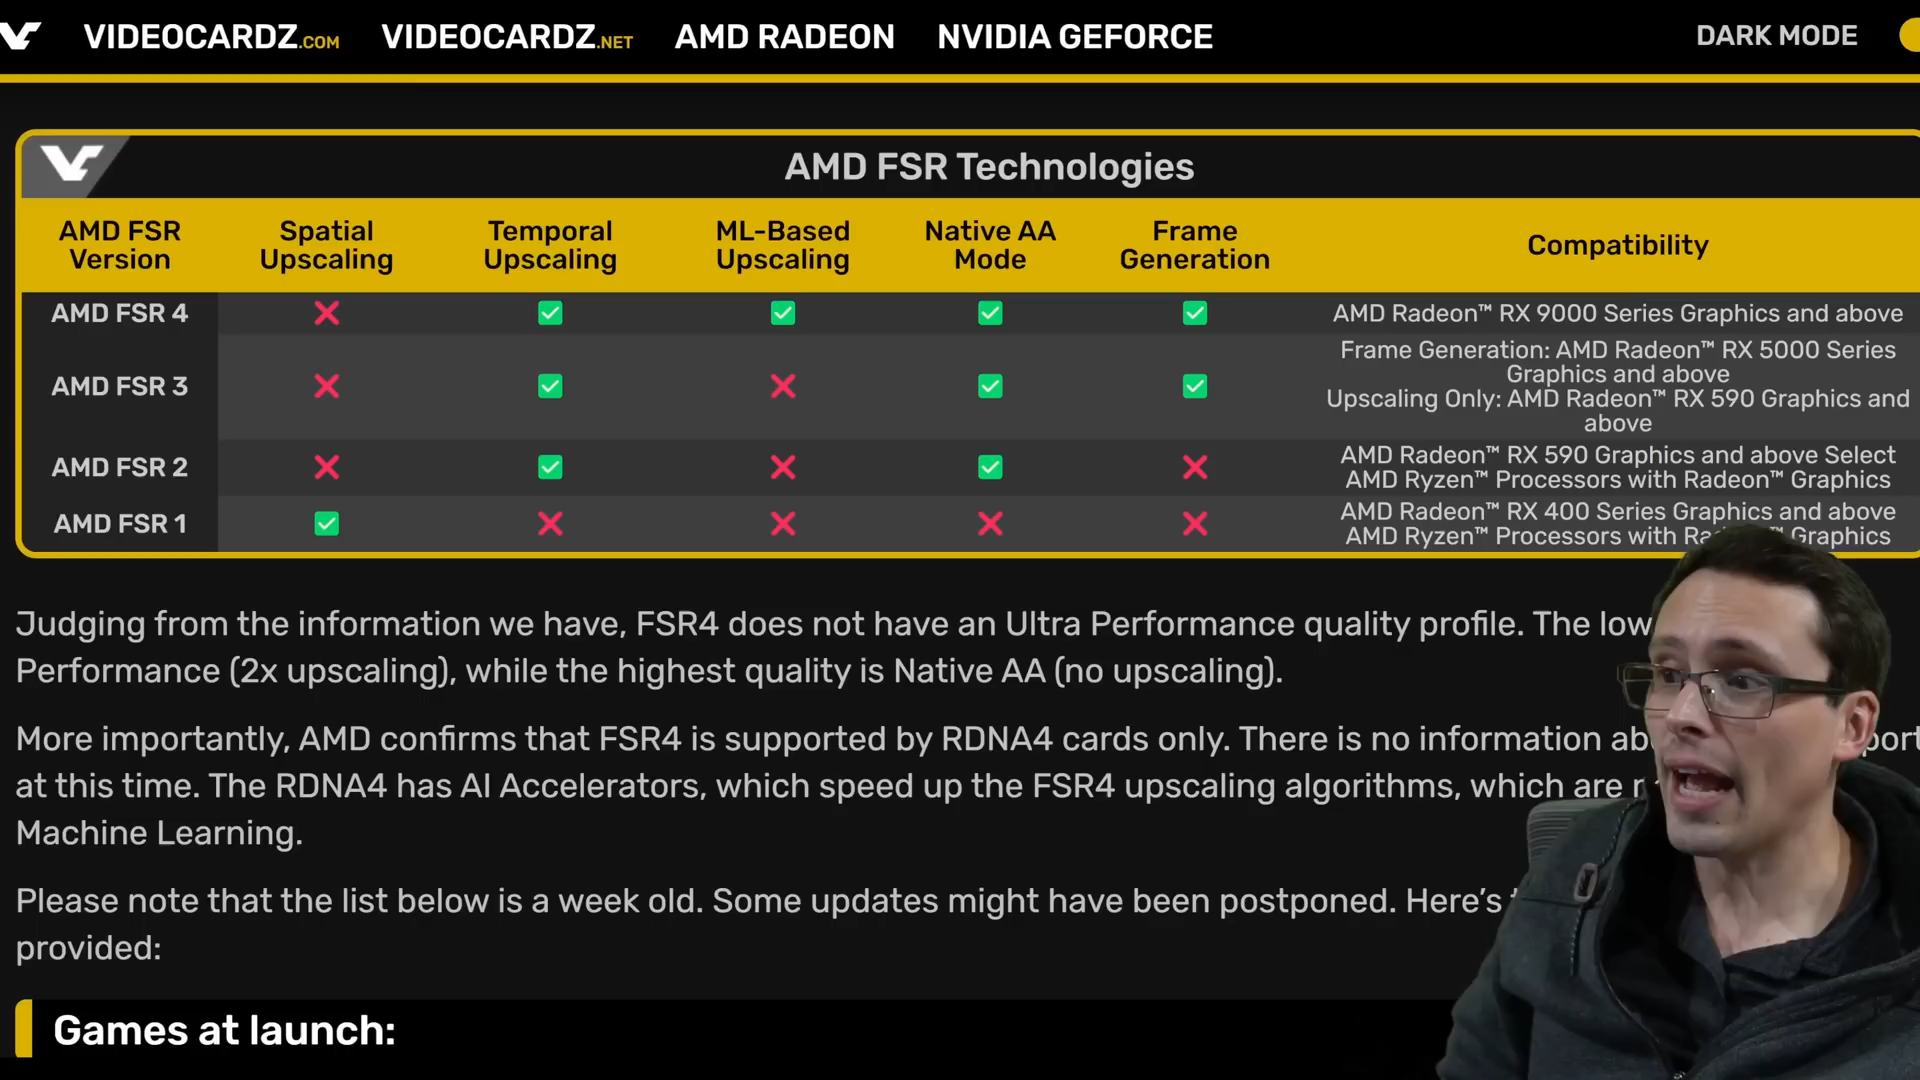 VIDEOCARDZ.COM VIDEOCARDZ.NET AMD RADEON NVIDIA GEFORCE DARK MODE
AMD FSR Technologies
AMD FSR Version Spatial Upscaling Temporal Upscaling ML-Based Upscaling Native AA Mode Frame Generation Compatibility
AMD FSR 4 ❌ ✅ ✅ ✅ ✅ AMD Radeon™ RX 9000 Series Graphics and above
AMD FSR 3 ❌ ✅ ❌ ✅ ✅ Frame Generation: AMD Radeon™ RX 5000 Series
Graphics and above
Upscaling Only: AMD Radeon™ RX 590 Graphics and
above
AMD FSR 2 ❌ ✅ ❌ ✅ ❌ AMD Radeon™ RX 590 Graphics and above Select
AMD Ryzen™ Processors with Radeon™ Graphics
AMD FSR 1 ✅ ❌ ❌ ❌ ❌ AMD Radeon™ RX 400 Series Graphics and above
AMD Ryzen™ Processors with Graphics
Judging from the information we have, FSR4 does not have an Ultra Performance quality profile. The
Performance (2x upscaling), while the highest quality is Native AA (no upscaling).
More importantly, AMD confirms that FSR4 is supported by RDNA4 cards only. There is no information
at this time. The RDNA4 has AI Accelerators, which speed up the FSR4 upscaling algorithms, which are
Machine Learning.
Please note that the list below is a week old. Some updates might have been postponed. Here's
provided:
Games at launch: